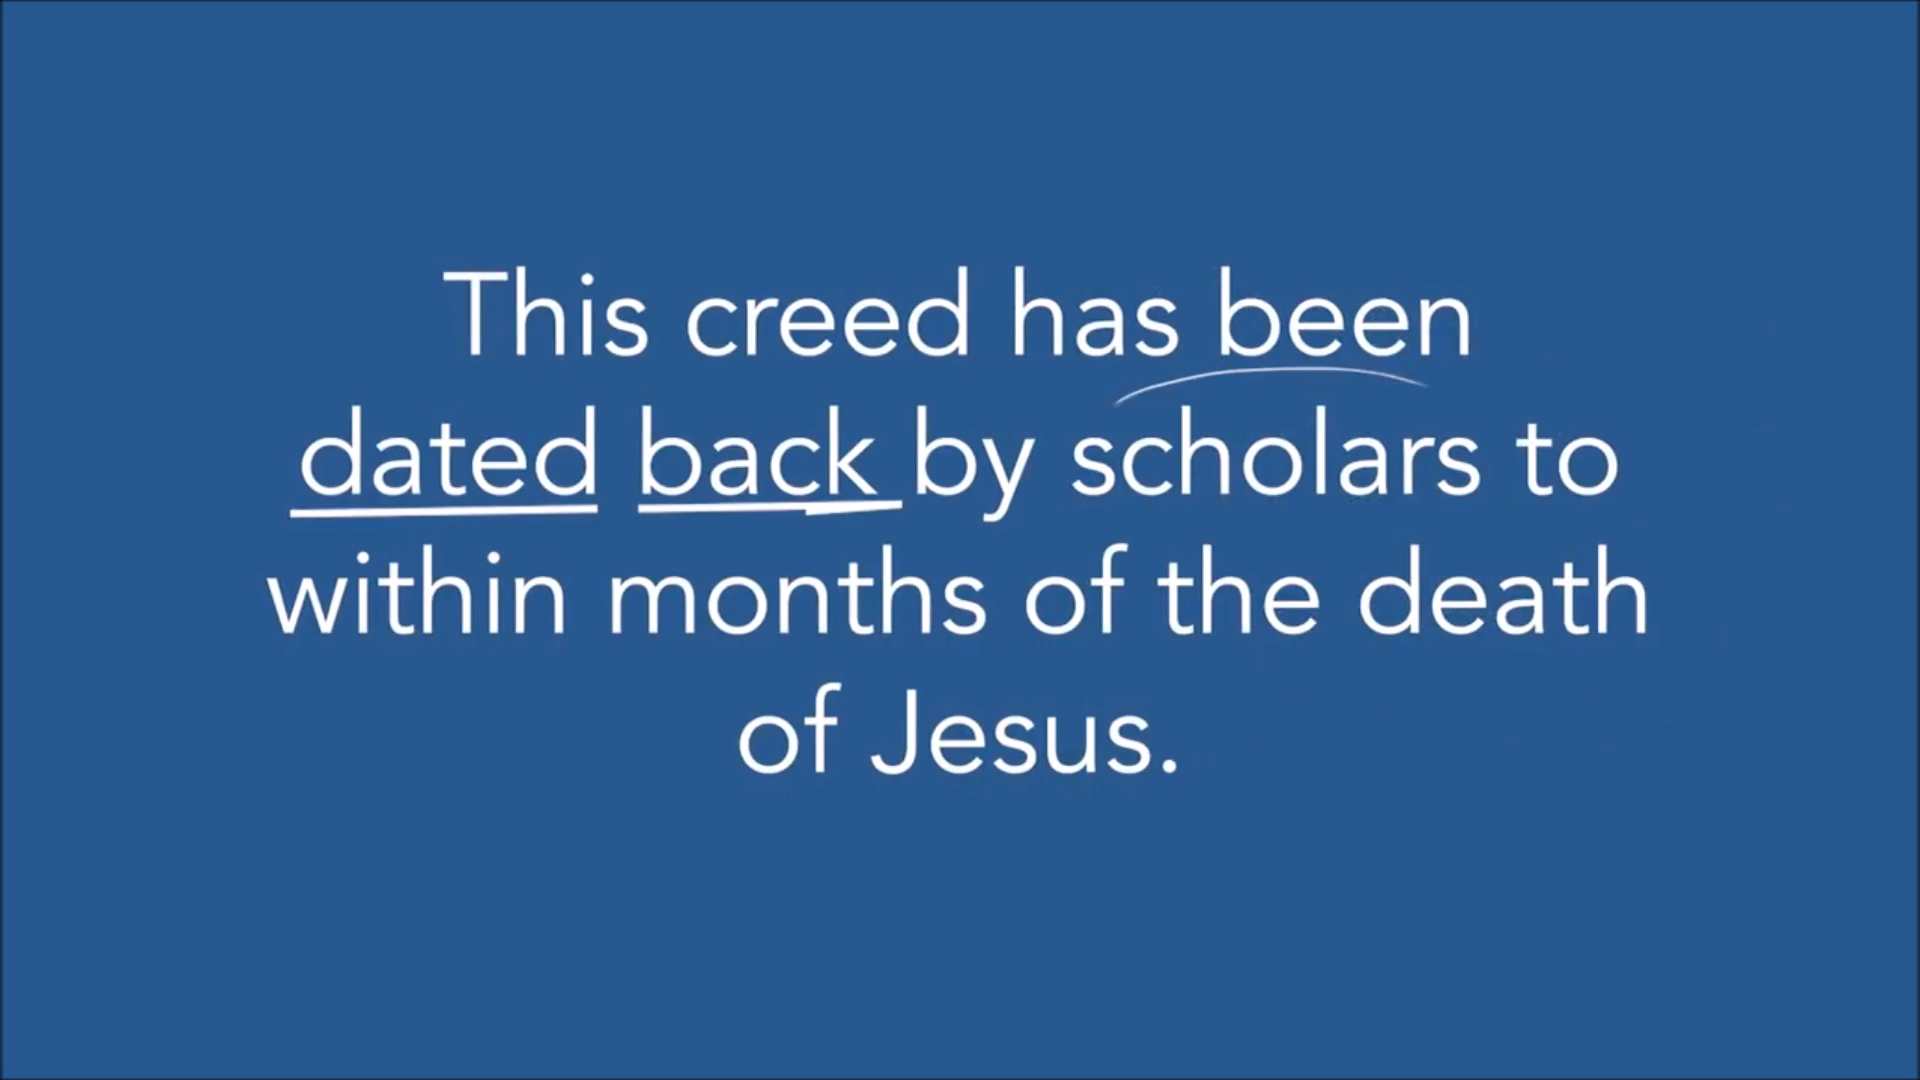 This creed has been
dated back by scholars to
within months of the death
of Jesus.